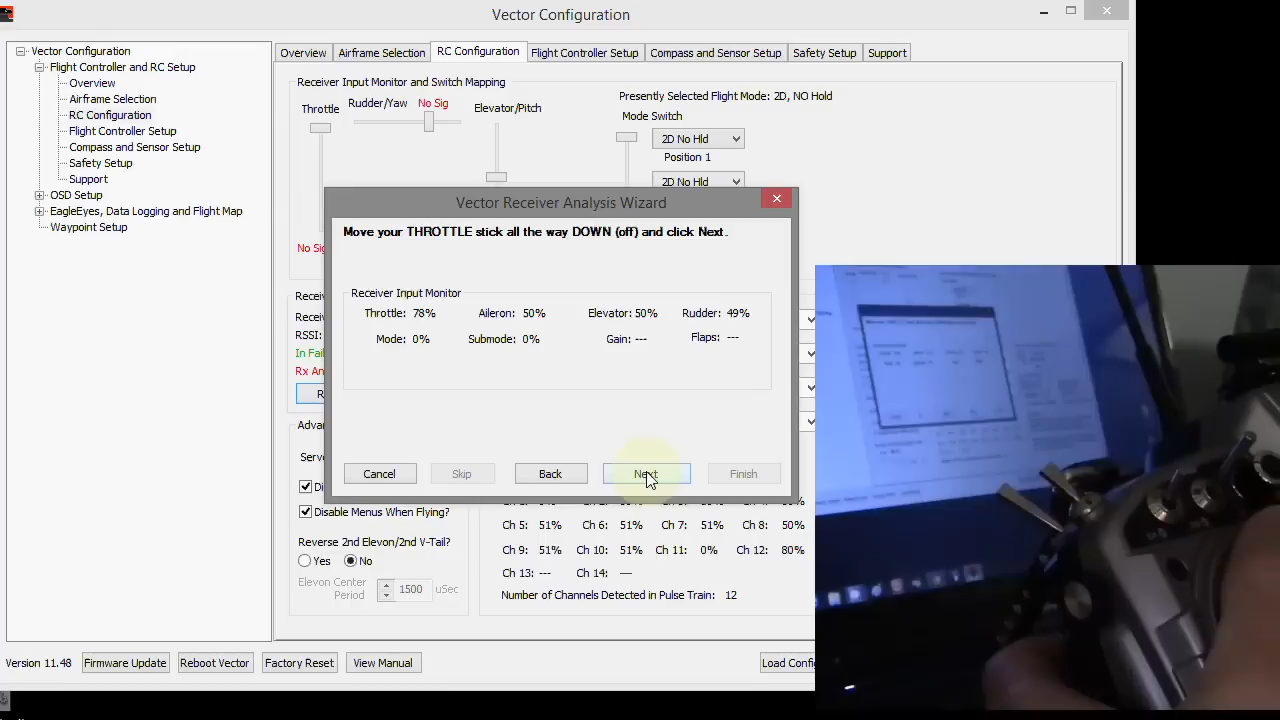 Vector Configuration
Vector Configuration
Flight Controller and RC Setup
Overview
Airframe Selection
RC Configuration
Flight Controller Setup
Compass and Sensor Setup
Safety Setup
Support
OSD Setup
EagleEyes, Data Logging and Flight Map
Waypoint Setup
Overview Airframe Selection RC Configuration Flight Controller Setup Compass and Sensor Setup Safety Setup Support
Receiver Input Monitor and Switch Mapping
Throttle Rudder/Yaw No Sig Elevator/Pitch
Presently Selected Flight Mode: 2D, NO Hold
Mode Switch
2D No Hld
Position 1
2D No Hld
No Sig
Vector Receiver Analysis Wizard
Move your THROTTLE stick all the way DOWN (off) and click Next.
Receiver Input Monitor
Throttle: 78% Aileron: 50% Elevator: 50% Rudder: 49%
Mode: 0% Submode: 0% Gain: --- Flaps: ---
Cancel Skip Back Next Finish
RSSI:
In Fail
Rx An
R
Disable Menus When Flying?
Reverse 2nd Elevon/2nd V-Tail?
Yes No
Elevon Center
Period
1500 uSec
Ch 5: 51% Ch 6: 51% Ch 7: 51% Ch 8: 50%
Ch 9: 51% Ch 10: 51% Ch 11: 0% Ch 12: 80%
Ch 13: --- Ch 14: —
Number of Channels Detected in Pulse Train: 12
Version 11.48 Firmware Update Reboot Vector Factory Reset View Manual Load Confi